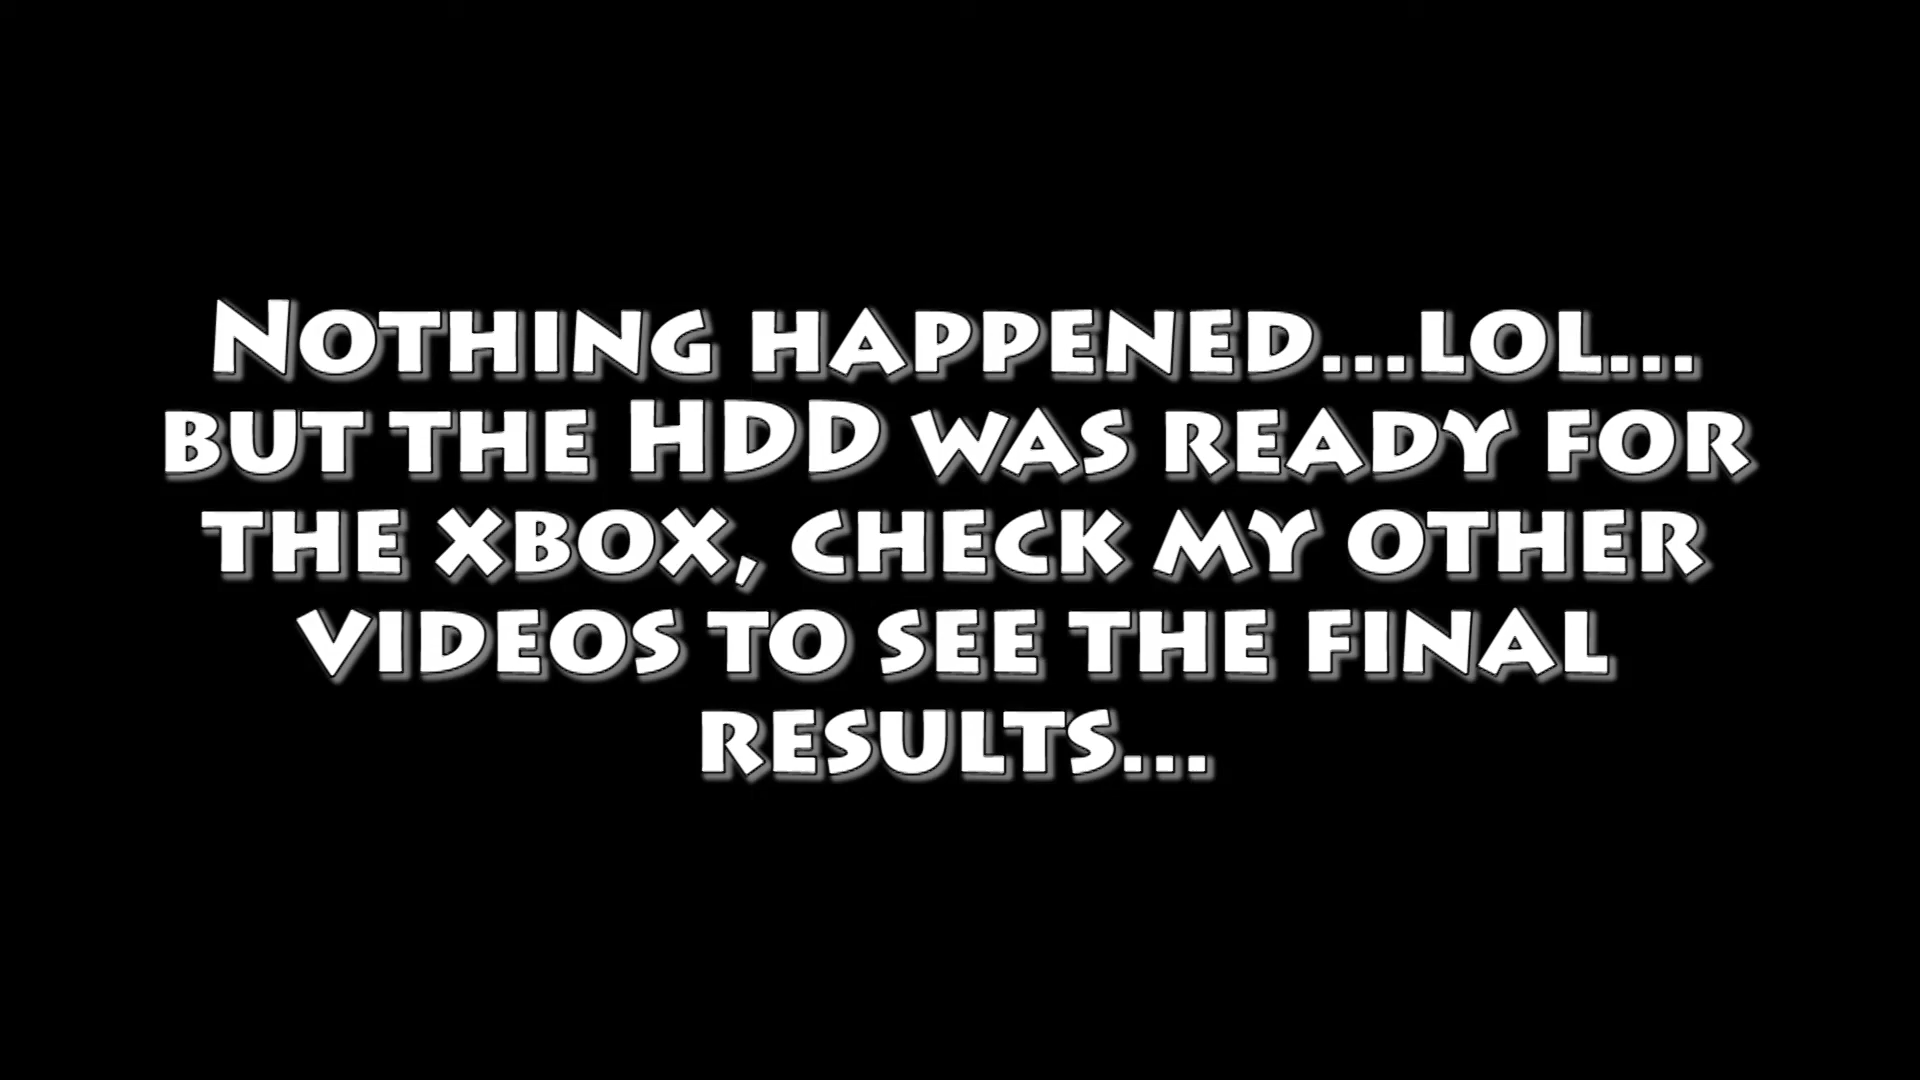 Nothing happened...lol...
but the HDD was ready for
the xbox, check my other
videos to see the final
results...